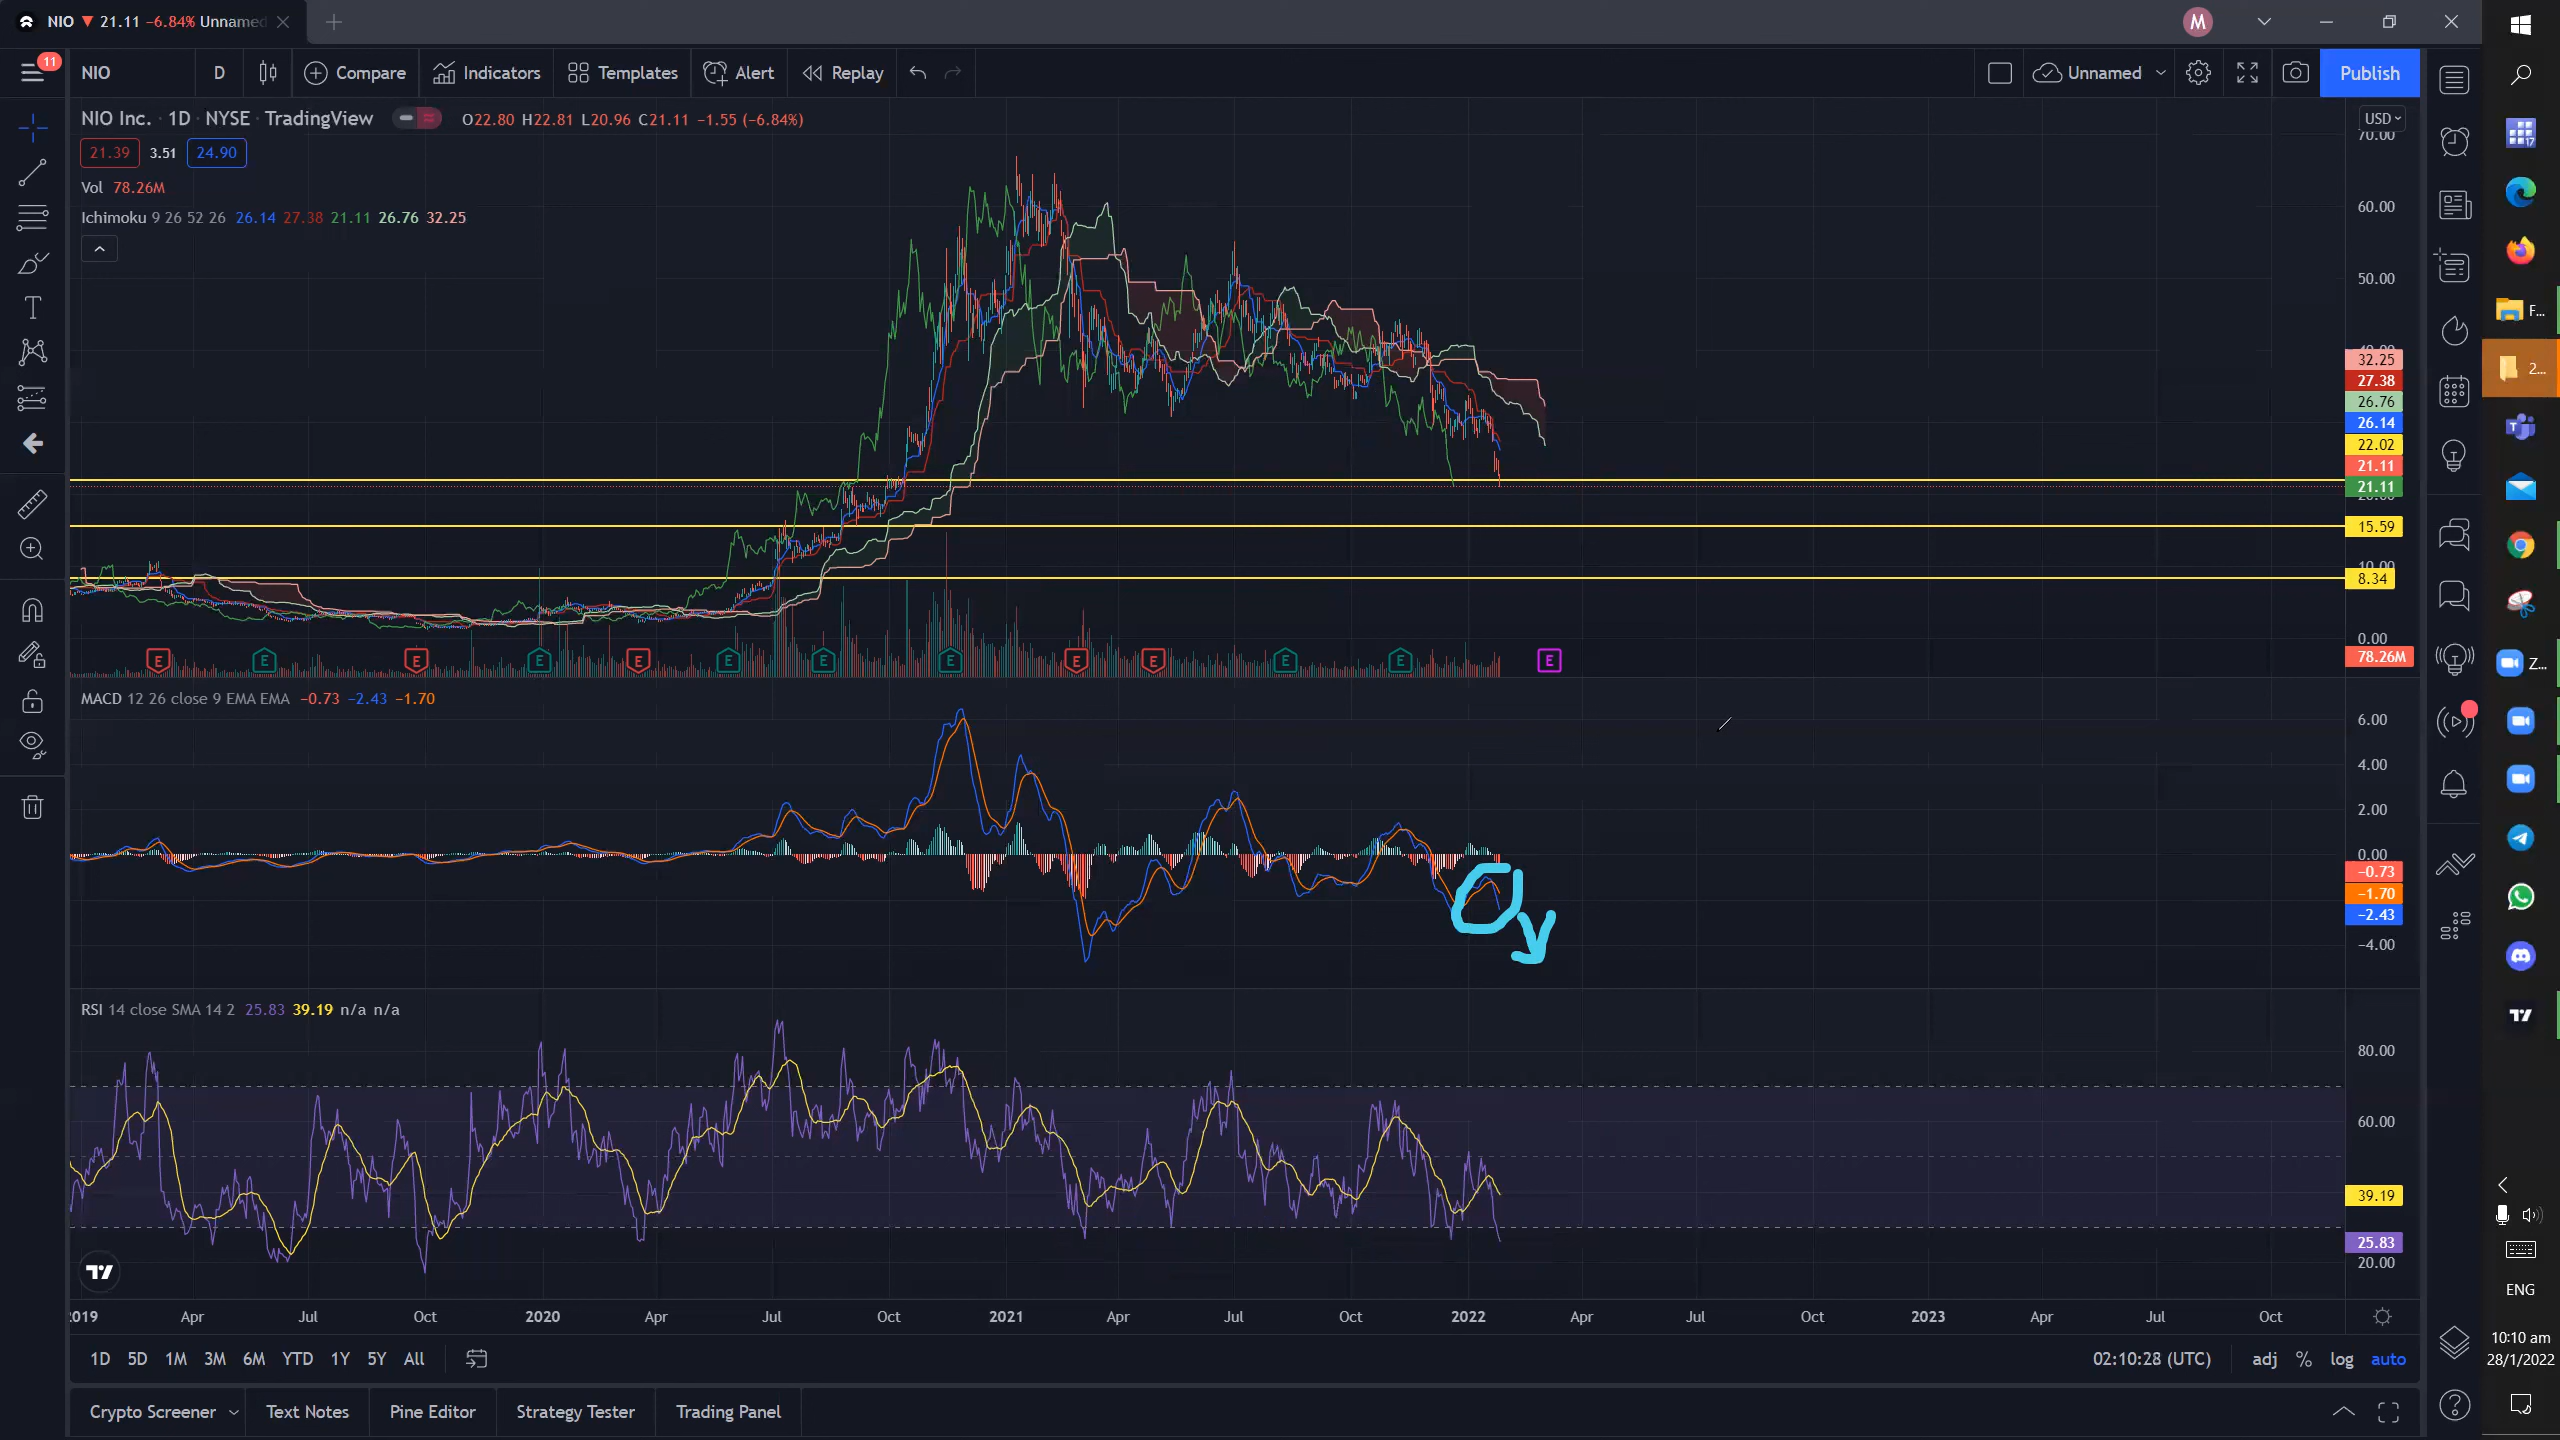 NIO ▼ 21.11 −6.84% Unnamed
M
11
NIO D Compare Indicators Templates Alert Replay Unnamed Publish
NIO Inc. · 1D · NYSE · TradingView O22.80 H22.81 L20.96 C21.11 −1.55 (−6.84%)
USD
21.39 3.51 24.90
Vol 78.26M
Ichimoku 9 26 52 26 26.14 27.38 21.11 26.76 32.25
70.00
60.00
50.00
32.25
27.38
26.76
26.14
22.02
21.11
21.11
15.59
10.00
8.34
0.00
78.26M
E E E E E E E E E E E E E
MACD 12 26 close 9 EMA EMA −0.73 −2.43 −1.70
6.00
4.00
2.00
0.00
−0.73
−1.70
−2.43
−4.00
RSI 14 close SMA 14 2 25.83 39.19 n/a n/a
80.00
60.00
39.19
25.83
20.00
2019 Apr Jul Oct 2020 Apr Jul Oct 2021 Apr Jul Oct 2022 Apr Jul Oct 2023 Apr Jul Oct
1D 5D 1M 3M 6M YTD 1Y 5Y All 02:10:28 (UTC) adj % log auto
Crypto Screener Text Notes Pine Editor Strategy Tester Trading Panel
17
F...
2...
Z...
ENG
10:10 am
28/1/2022